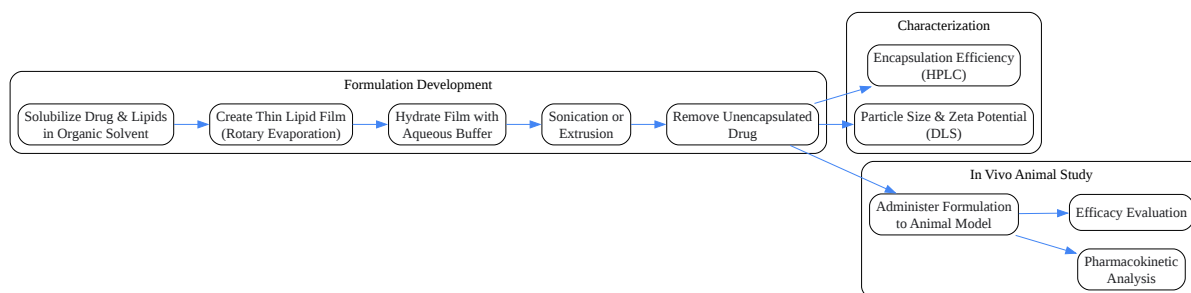 Formulation Development
Solubilize Drug & Lipids
in Organic Solvent
Create Thin Lipid Film
(Rotary Evaporation)
Hydrate Film with
Aqueous Buffer
Sonication or
Extrusion
Remove Unencapsulated
Drug
Characterization
Encapsulation Efficiency
(HPLC)
Particle Size & Zeta Potential
(DLS)
In Vivo Animal Study
Administer Formulation
to Animal Model
Efficacy Evaluation
Pharmacokinetic
Analysis